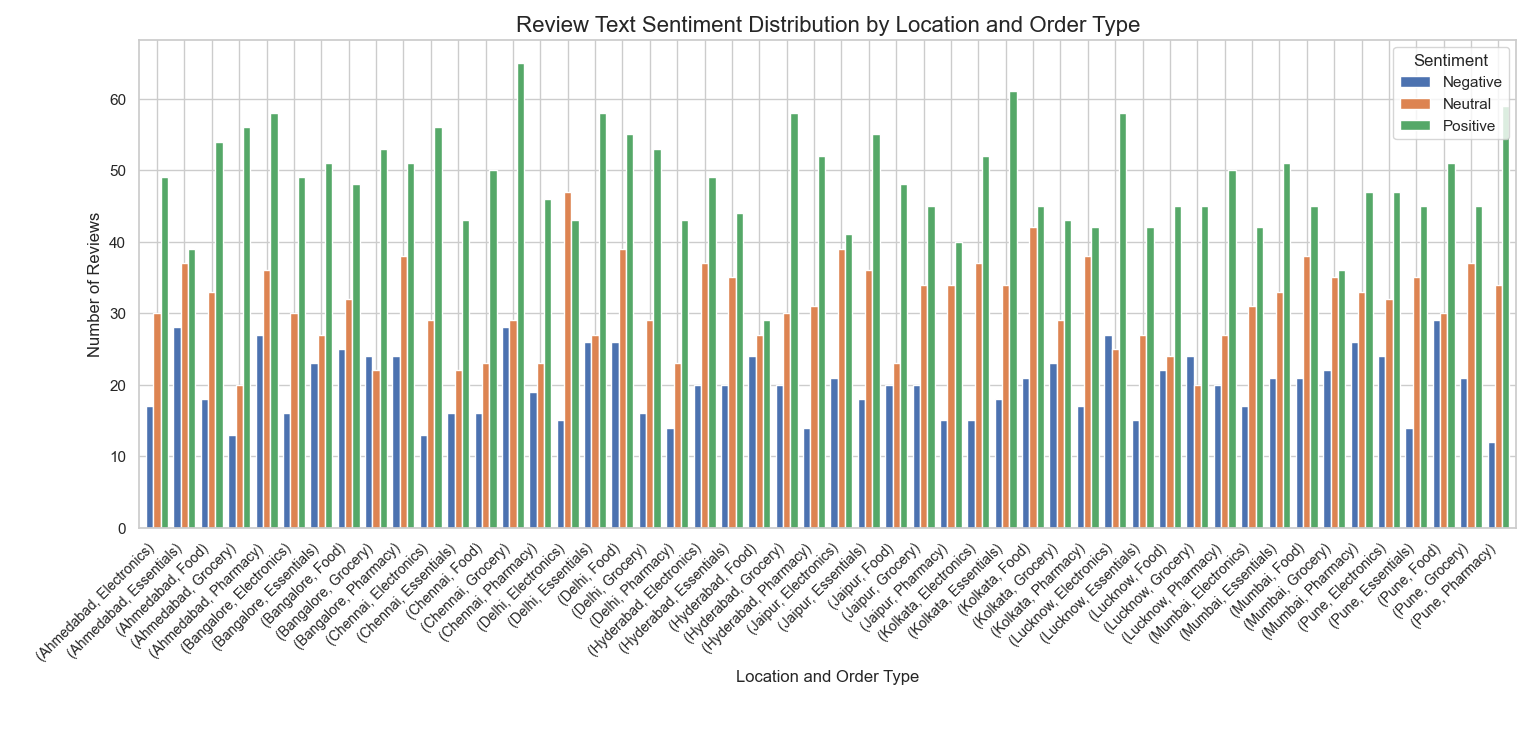 Review Text Sentiment Distribution by Location and Order Type
Sentiment
Negative
Neutral
Positive
Number of Reviews
60
50
40
30
20
10
0
(Ahmedabad, Electronics)
(Ahmedabad, Essentials)
(Ahmedabad, Food)
(Ahmedabad, Grocery)
(Ahmedabad, Pharmacy)
(Bangalore, Electronics)
(Bangalore, Essentials)
(Bangalore, Food)
(Bangalore, Grocery)
(Bangalore, Pharmacy)
(Chennai, Electronics)
(Chennai, Essentials)
(Chennai, Food)
(Chennai, Grocery)
(Chennai, Pharmacy)
(Delhi, Electronics)
(Delhi, Essentials)
(Delhi, Food)
(Delhi, Grocery)
(Delhi, Pharmacy)
(Hyderabad, Electronics)
(Hyderabad, Essentials)
(Hyderabad, Food)
(Hyderabad, Grocery)
(Hyderabad, Pharmacy)
(Jaipur, Electronics)
(Jaipur, Essentials)
(Jaipur, Food)
(Jaipur, Grocery)
(Jaipur, Pharmacy)
(Kolkata, Electronics)
(Kolkata, Essentials)
(Kolkata, Food)
(Kolkata, Grocery)
(Kolkata, Pharmacy)
(Lucknow, Electronics)
(Lucknow, Essentials)
(Lucknow, Food)
(Lucknow, Grocery)
(Lucknow, Pharmacy)
(Mumbai, Electronics)
(Mumbai, Essentials)
(Mumbai, Food)
(Mumbai, Grocery)
(Mumbai, Pharmacy)
(Pune, Electronics)
(Pune, Essentials)
(Pune, Food)
(Pune, Grocery)
(Pune, Pharmacy)
Location and Order Type